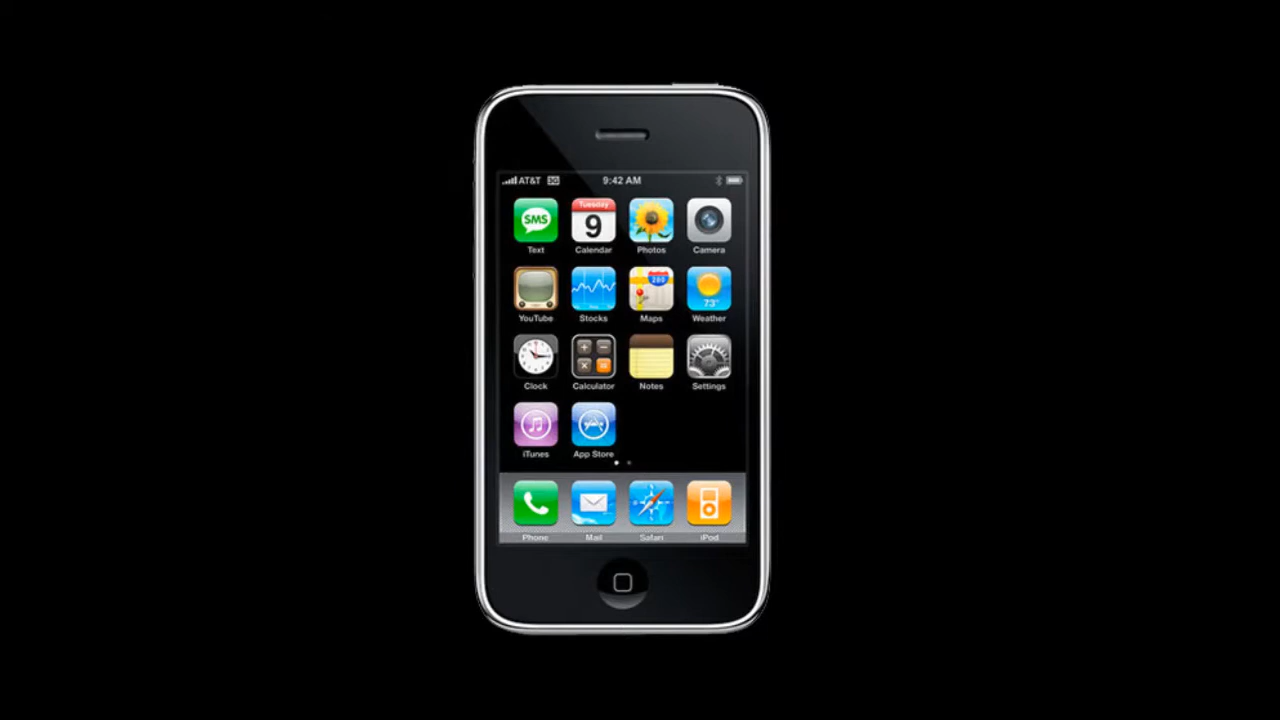 AT&T 3G 9:42 AM
SMS Tuesday 9
Text Calendar Photos Camera
280 73°
YouTube Stocks Maps Weather
Clock Calculator Notes Settings
iTunes App Store
Phone Mail Safari iPod